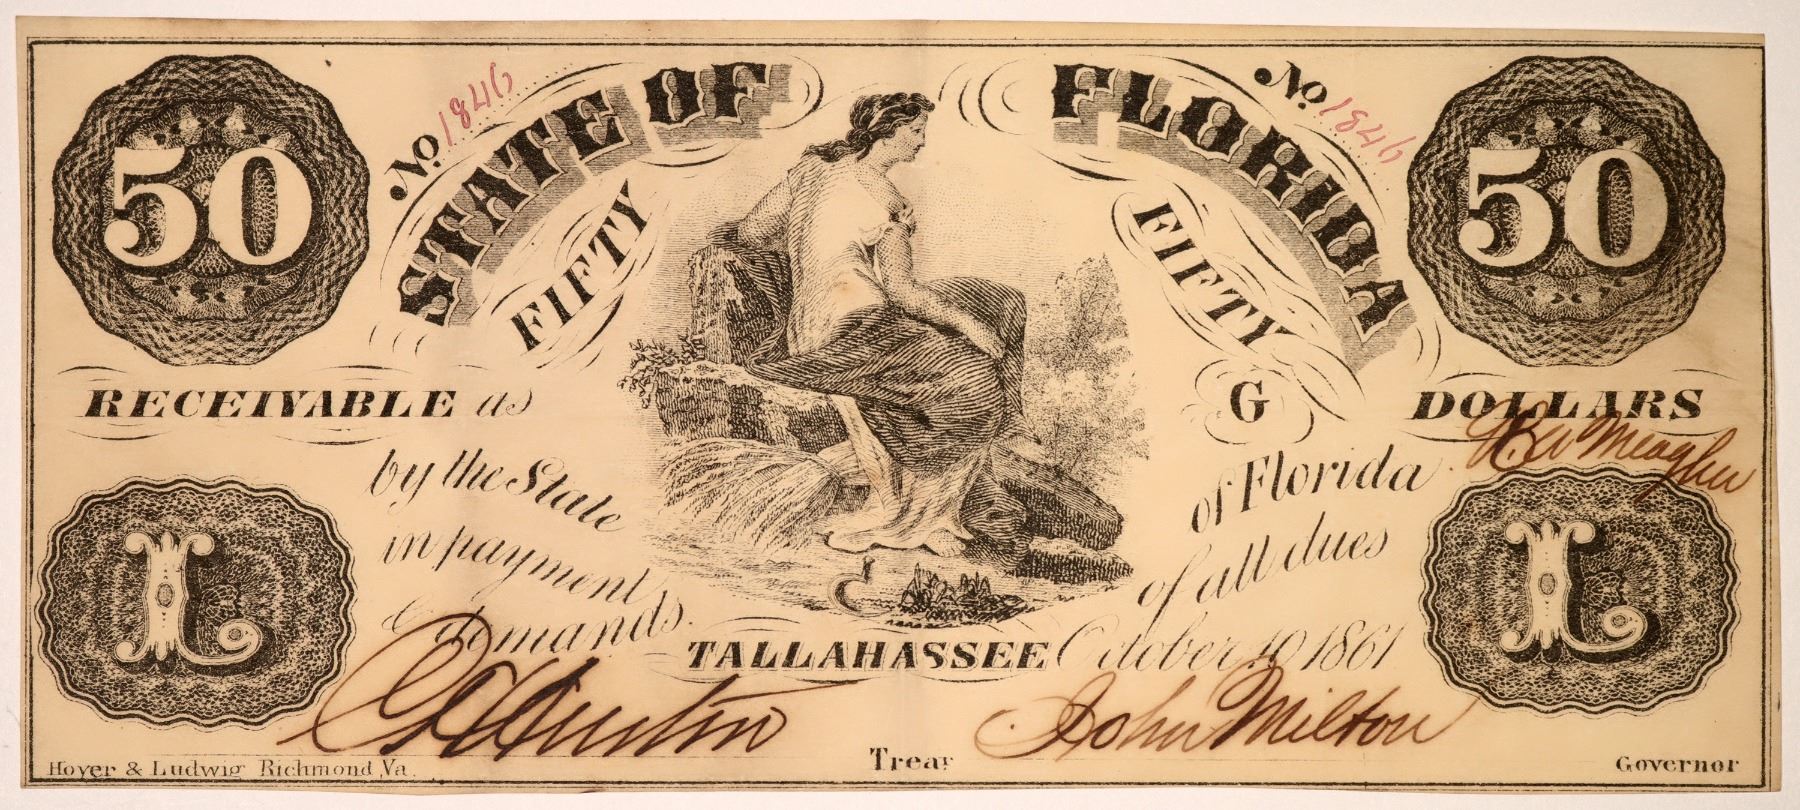 50
No 1846
STATE OF FLORIDA
No 1846
50
FIFTY
FIFTY
RECEIVABLE as
G
DOLLARS
by the State
of Florida
in payment
of all dues
& demands.
L
L
TALLAHASSEE October 10 1861
John Milton
Hoyer & Ludwig Richmond, Va.
Trear
Governor